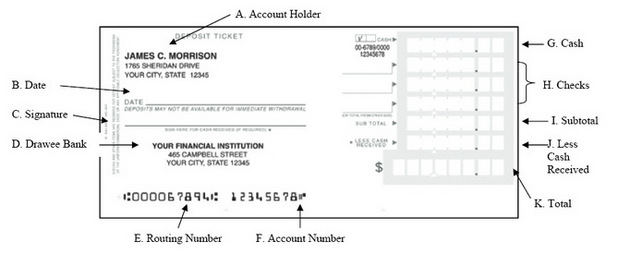 A. Account Holder
DEPOSIT TICKET
JAMES C. MORRISON
1765 SHERIDAN DRIVE
YOUR CITY, STATE 12345
CASH
00-6789/0000
12345678
G. Cash
B. Date
H. Checks
DATE
DEPOSITS MAY NOT BE AVAILABLE FOR IMMEDIATE WITHDRAWAL
C. Signature
SUB TOTAL
I. Subtotal
SIGN HERE FOR CASH RECEIVED (IF REQUIRED)
D. Drawee Bank
YOUR FINANCIAL INSTITUTION
465 CAMPBELL STREET
YOUR CITY, STATE 12345
LESS CASH
RECEIVED
J. Less
Cash
Received
$
K. Total
⑆000067894⑆ 12345678⑈
E. Routing Number
F. Account Number